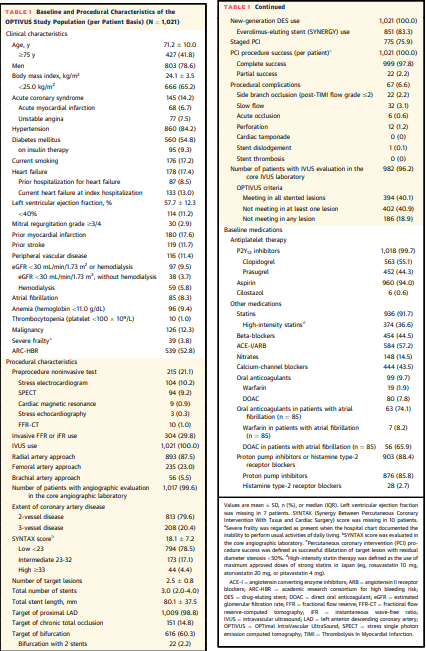 TABLE 1 Baseline and Procedural Characteristics of the
OPTIVUS Study Population (per Patient Basis) (N = 1,021)
Clinical characteristics
Age, y 71.2 ± 10.0
≥75 y 427 (41.8)
Men 803 (78.6)
Body mass index, kg/m² 24.1 ± 3.5
<25.0 kg/m² 666 (65.2)
Acute coronary syndrome 145 (14.2)
Acute myocardial infarction 68 (6.7)
Unstable angina 77 (7.5)
Hypertension 860 (84.2)
Diabetes mellitus 560 (54.8)
on insulin therapy 95 (9.3)
Current smoking 176 (17.2)
Heart failure 178 (17.4)
Prior hospitalization for heart failure 87 (8.5)
Current heart failure at index hospitalization 133 (13.0)
Left ventricular ejection fraction, % 57.7 ± 12.3
<40% 114 (11.2)
Mitral regurgitation grade ≥3/4 30 (2.9)
Prior myocardial infarction 180 (17.6)
Prior stroke 119 (11.7)
Peripheral vascular disease 116 (11.4)
eGFR <30 mL/min/1.73 m² or hemodialysis 97 (9.5)
eGFR <30 mL/min/1.73 m², without hemodialysis 38 (3.7)
Hemodialysis 59 (5.8)
Atrial fibrillation 85 (8.3)
Anemia (hemoglobin <11.0 g/dL) 96 (9.4)
Thrombocytopenia (platelet <100 × 10⁹/L) 10 (1.0)
Malignancy 126 (12.3)
Severe frailtyᵃ 39 (3.8)
ARC-HBR 539 (52.8)
Procedural characteristics
Preprocedure noninvasive test 215 (21.1)
Stress electrocardiogram 104 (10.2)
SPECT 94 (9.2)
Cardiac magnetic resonance 9 (0.9)
Stress echocardiography 3 (0.3)
FFR-CT 10 (1.0)
Invasive FFR or iFR use 304 (29.8)
IVUS use 1,021 (100.0)
Radial artery approach 893 (87.5)
Femoral artery approach 235 (23.0)
Brachial artery approach 56 (5.5)
Number of patients with angiographic evaluation 1,017 (99.6)
in the core angiographic laboratory
Extent of coronary artery disease
2-vessel disease 813 (79.6)
3-vessel disease 208 (20.4)
SYNTAX scoreᵇ 18.1 ± 7.2
Low <23 794 (78.5)
Intermediate 23-32 173 (17.1)
High ≥33 44 (4.4)
Number of target lesions 2.5 ± 0.8
Total number of stents 3.0 (2.0-4.0)
Total stent length, mm 80.1 ± 37.5
Target of proximal LAD 1,009 (98.8)
Target of chronic total occlusion 151 (14.8)
Target of bifurcation 616 (60.3)
Bifurcation with 2 stents 22 (2.2)
TABLE 1 Continued
New-generation DES use 1,021 (100.0)
Everolimus-eluting stent (SYNERGY) use 851 (83.3)
Staged PCI 775 (75.9)
PCI procedure success (per patient)ᶜ 1,021 (100.0)
Complete success 999 (97.8)
Partial success 22 (2.2)
Procedural complications 67 (6.6)
Side branch occlusion (post-TIMI flow grade ≤2) 22 (2.2)
Slow flow 32 (3.1)
Acute occlusion 6 (0.6)
Perforation 12 (1.2)
Cardiac tamponade 0 (0)
Stent dislodgement 1 (0.1)
Stent thrombosis 0 (0)
Number of patients with IVUS evaluation in the 982 (96.2)
core IVUS laboratory
OPTIVUS criteria
Meeting in all stented lesions 394 (40.1)
Not meeting in at least one lesion 402 (40.9)
Not meeting in any lesion 186 (18.9)
Baseline medications
Antiplatelet therapy
P2Y₁₂ inhibitors 1,018 (99.7)
Clopidogrel 563 (55.1)
Prasugrel 452 (44.3)
Aspirin 960 (94.0)
Cilostazol 6 (0.6)
Other medications
Statins 936 (91.7)
High-intensity statinsᵈ 374 (36.6)
Beta-blockers 454 (44.5)
ACE-I/ARB 584 (57.2)
Nitrates 148 (14.5)
Calcium-channel blockers 444 (43.5)
Oral anticoagulants 99 (9.7)
Warfarin 19 (1.9)
DOAC 80 (7.8)
Oral anticoagulants in patients with atrial 63 (74.1)
fibrillation (n = 85)
Warfarin in patients with atrial fibrillation 7 (8.2)
(n = 85)
DOAC in patients with atrial fibrillation (n = 85) 56 (65.9)
Proton pump inhibitors or histamine type-2 903 (88.4)
receptor blockers
Proton pump inhibitors 876 (85.8)
Histamine type-2 receptor blockers 28 (2.7)
Values are mean ± SD, n (%), or median (IQR). Left ventricular ejection fraction
was missing in 7 patients. SYNTAX (Synergy Between Percutaneous Coronary
Intervention With Taxus and Cardiac Surgery) score was missing in 10 patients.
ᵃSevere frailty was regarded as present when the hospital chart documented the
inability to perform usual activities of daily living. ᵇSYNTAX score was evaluated in
the core angiographic laboratory. ᶜPercutaneous coronary intervention (PCI) pro-
cedure success was defined as successful dilatation of target lesion with residual
diameter stenosis <50%. ᵈHigh-intensity statin therapy was defined as the use of
maximum approved doses of strong statins in Japan (eg, rosuvastatin 10 mg,
atorvastatin 20 mg, or pitavastatin 4 mg).
ACE-I = angiotensin converting enzyme inhibitors; ARB = angiotensin II receptor
blockers; ARC-HBR = academic research consortium for high bleeding risk;
DES = drug-eluting stent; DOAC = direct oral anticoagulants; eGFR = estimated
glomerular filtration rate; FFR = fractional flow reserve; FFR-CT = fractional flow
reserve-computed tomography; iFR = instantaneous wave-free ratio;
IVUS = intravascular ultrasound; LAD = left anterior descending coronary artery;
OPTIVUS = OPTimal IntraVascular UltraSound; SPECT = stress single photon
emission computed tomography; TIMI = Thrombolysis In Myocardial Infarction.